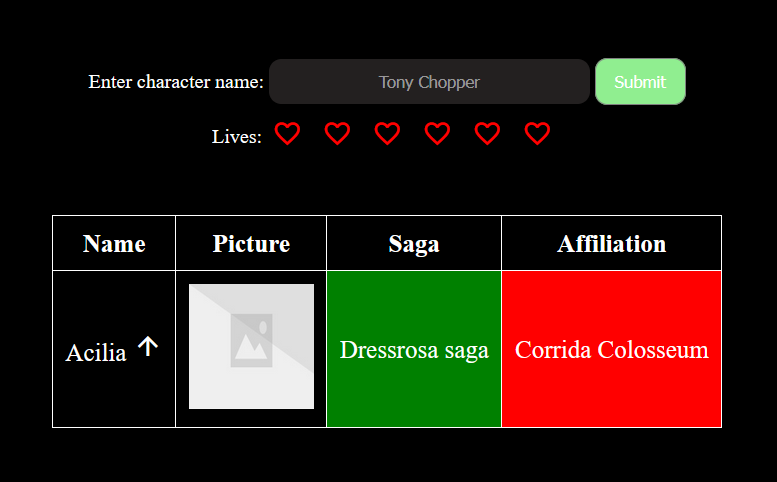 Enter character name: Tony Chopper Submit
Lives:
Name Picture Saga Affiliation
Acilia Dressrosa saga Corrida Colosseum